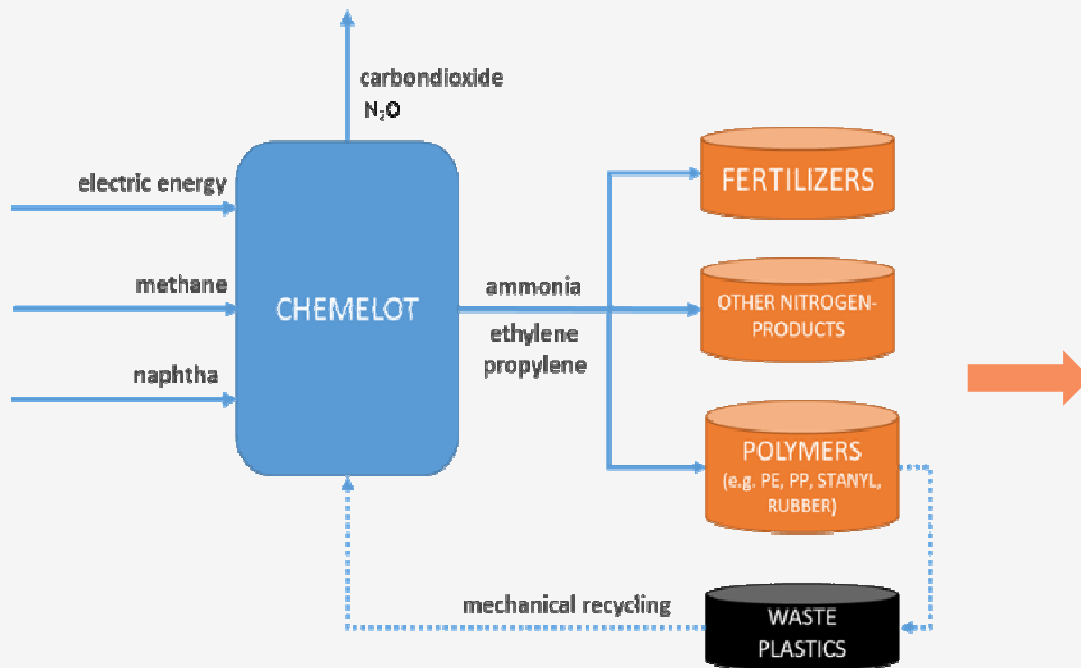 carbondioxide
N₂O
electric energy
methane
naphtha
CHEMELOT
ammonia
ethylene
propylene
FERTILIZERS
OTHER NITROGEN-
PRODUCTS
POLYMERS
(e.g. PE, PP, STANYL,
RUBBER)
mechanical recycling
WASTE
PLASTICS